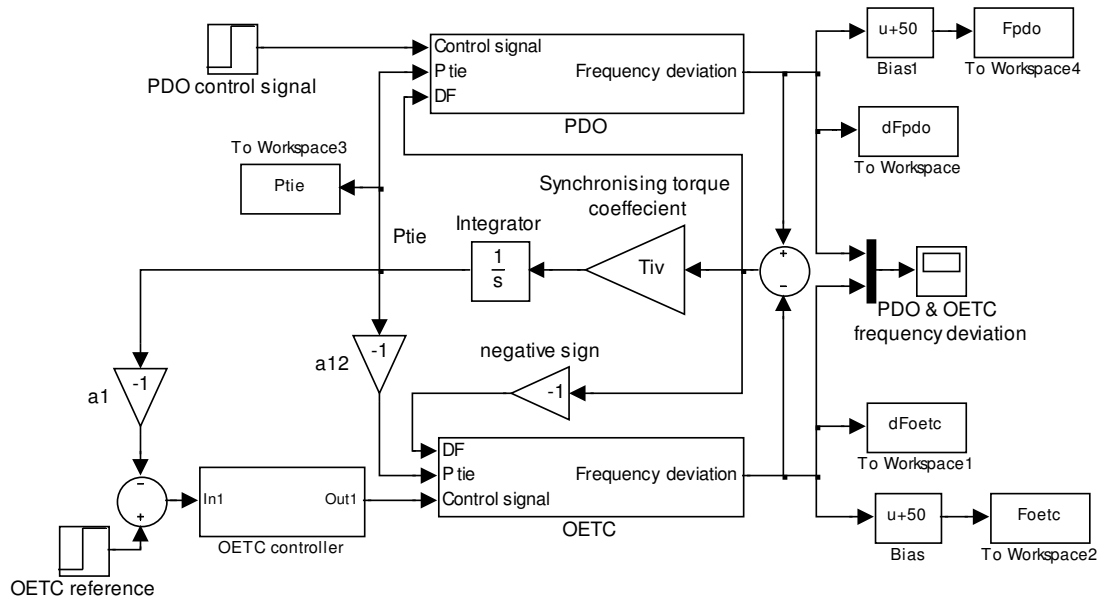 u+50
Bias1
Fpdo
To Workspace4
PDO control signal
Control signal
Ptie
DF
Frequency deviation
PDO
dFpdo
To Workspace
To Workspace3
Ptie
Synchronising torque
coeffecient
Ptie
Integrator
1
s
Tiv
+
−
PDO & OETC
frequency deviation
a12
-1
negative sign
-1
a1
-1
DF
Ptie
Control signal
Frequency deviation
OETC
dFoetc
To Workspace1
−
+
In1
Out1
OETC controller
OETC reference
u+50
Bias
Foetc
To Workspace2